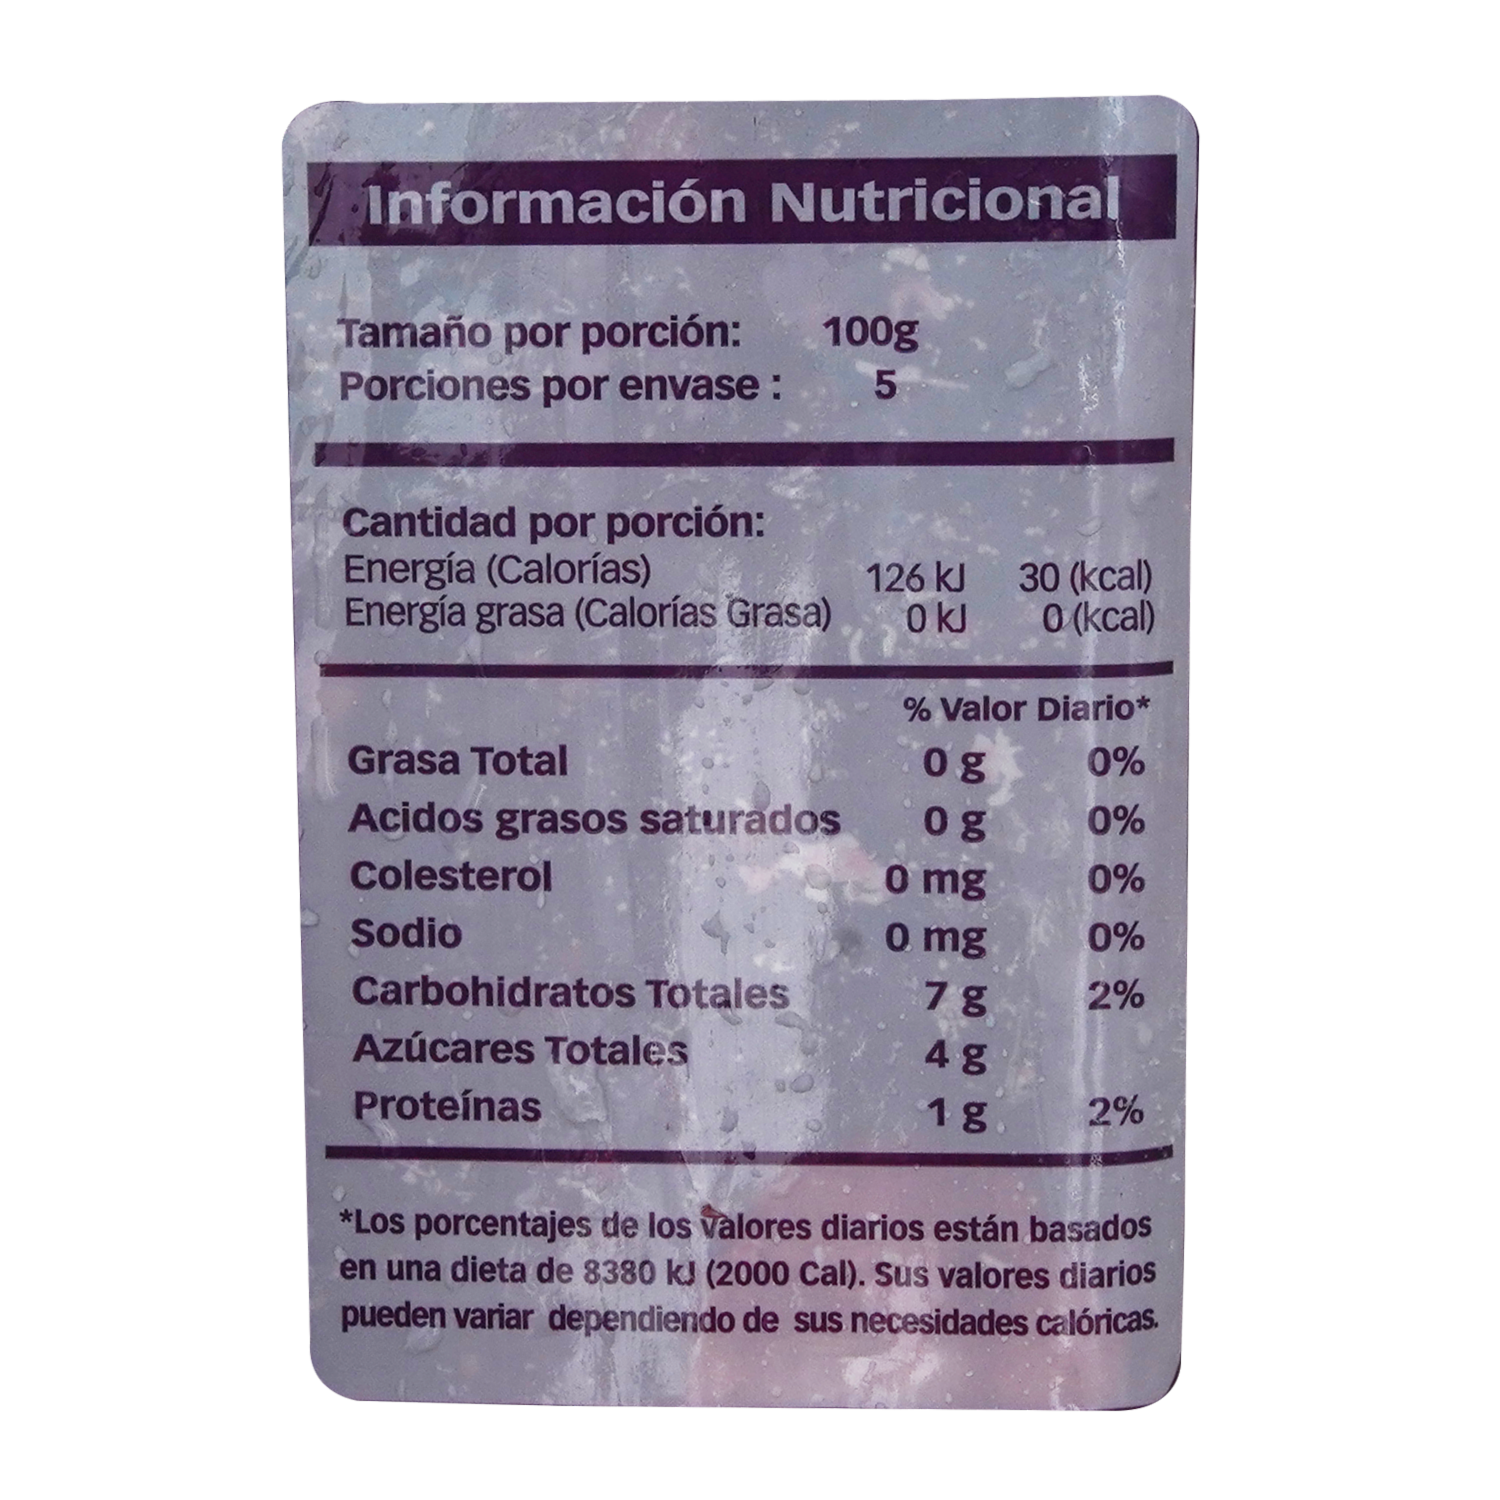 Información Nutricional
Tamaño por porción: 100g
Porciones por envase : 5
Cantidad por porción:
Energía (Calorías) 126 kJ 30 (kcal)
Energía grasa (Calorías Grasa) 0 kJ 0 (kcal)
% Valor Diario*
Grasa Total 0 g 0%
Acidos grasos saturados 0 g 0%
Colesterol 0 mg 0%
Sodio 0 mg 0%
Carbohidratos Totales 7 g 2%
Azúcares Totales 4 g
Proteínas 1 g 2%
*Los porcentajes de los valores diarios están basados
en una dieta de 8380 kJ (2000 Cal). Sus valores diarios
pueden variar dependiendo de sus necesidades calóricas.